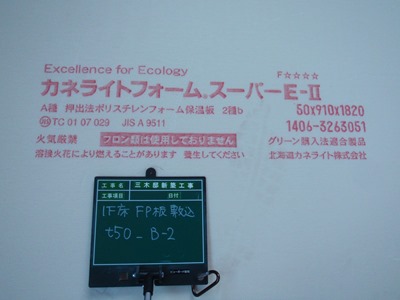 Excellence for Ecology
F☆☆☆☆
カネライトフォーム®スーパーE-Ⅱ
A種 押出法ポリスチレンフォーム保温板 2種b
50x910x1820
TC 01 07 029 JIS A 9511
1406-3263051
火気厳禁 フロン類は使用しておりません
グリーン購入法適合製品
溶接火花により燃えることがあります 養生してください
北海道カネライト株式会社
工事名 三木邸新築工事
工事項目 日付
1F床 FP板敷込
t50_B-2